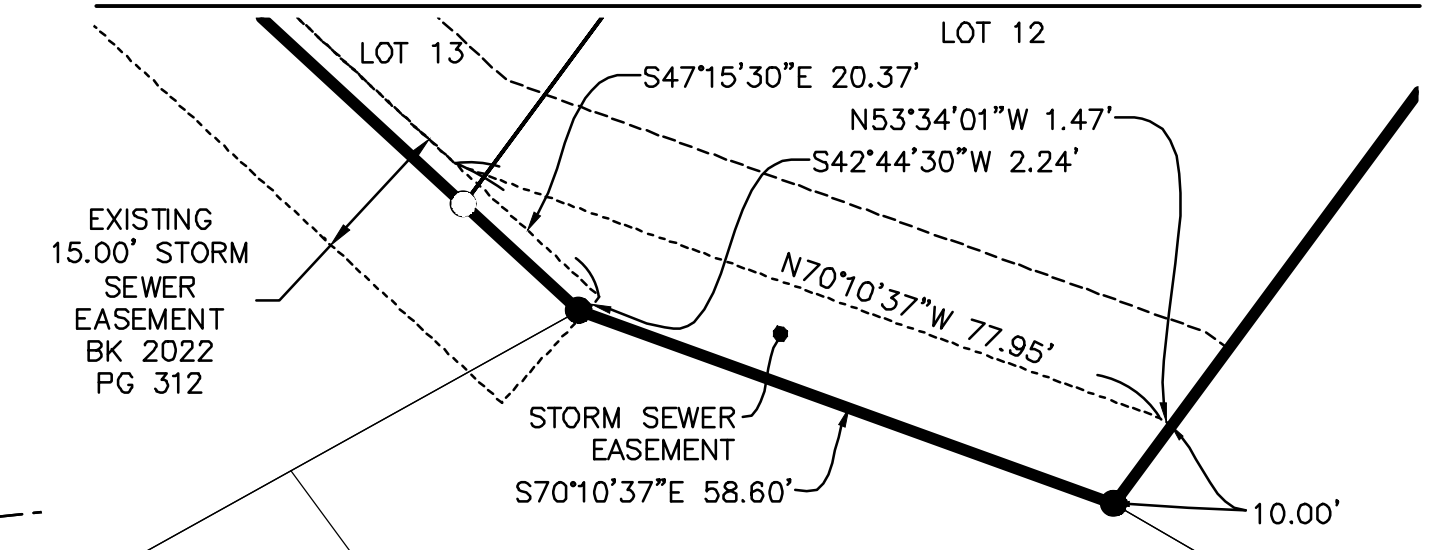 LOT 13
LOT 12
S47°15'30"E 20.37'
N53°34'01"W 1.47'
S42°44'30"W 2.24'
EXISTING
15.00' STORM
SEWER
EASEMENT
BK 2022
PG 312
N70°10'37"W 77.95'
STORM SEWER
EASEMENT
S70°10'37"E 58.60'
10.00'